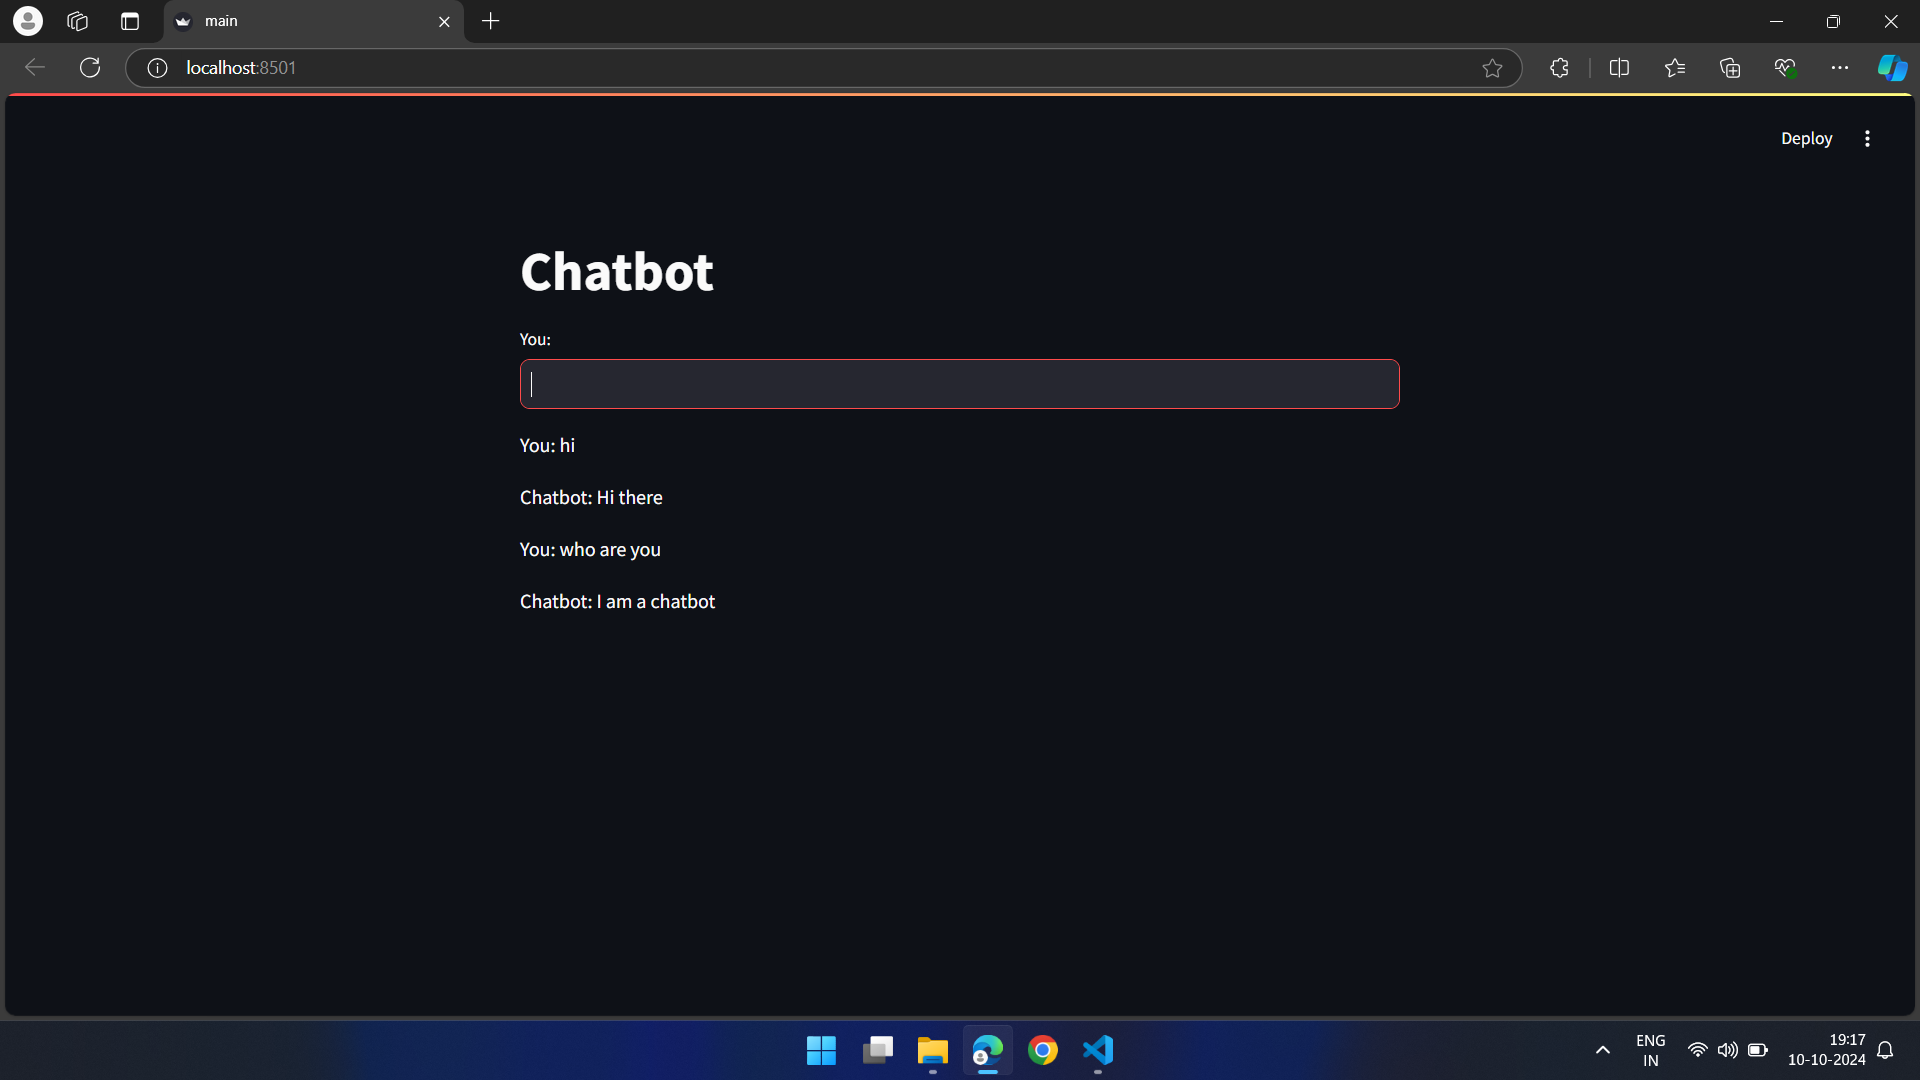 main
localhost:8501
Deploy
Chatbot
You:
You: hi
Chatbot: Hi there
You: who are you
Chatbot: I am a chatbot
ENG
IN
19:17
10-10-2024